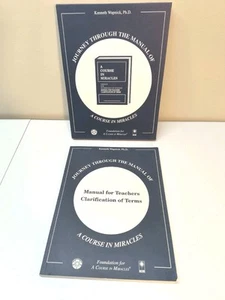 Kenneth Wapnick, Ph.D.
JOURNEY THROUGH THE MANUAL OF
A
COURSE
IN
MIRACLES
A COURSE IN MIRACLES
Foundation for
A Course in Miracles®
Kenneth Wapnick, Ph.D.
JOURNEY THROUGH THE MANUAL OF
Manual for Teachers
Clarification of Terms
A COURSE IN MIRACLES
Foundation for
A Course in Miracles®